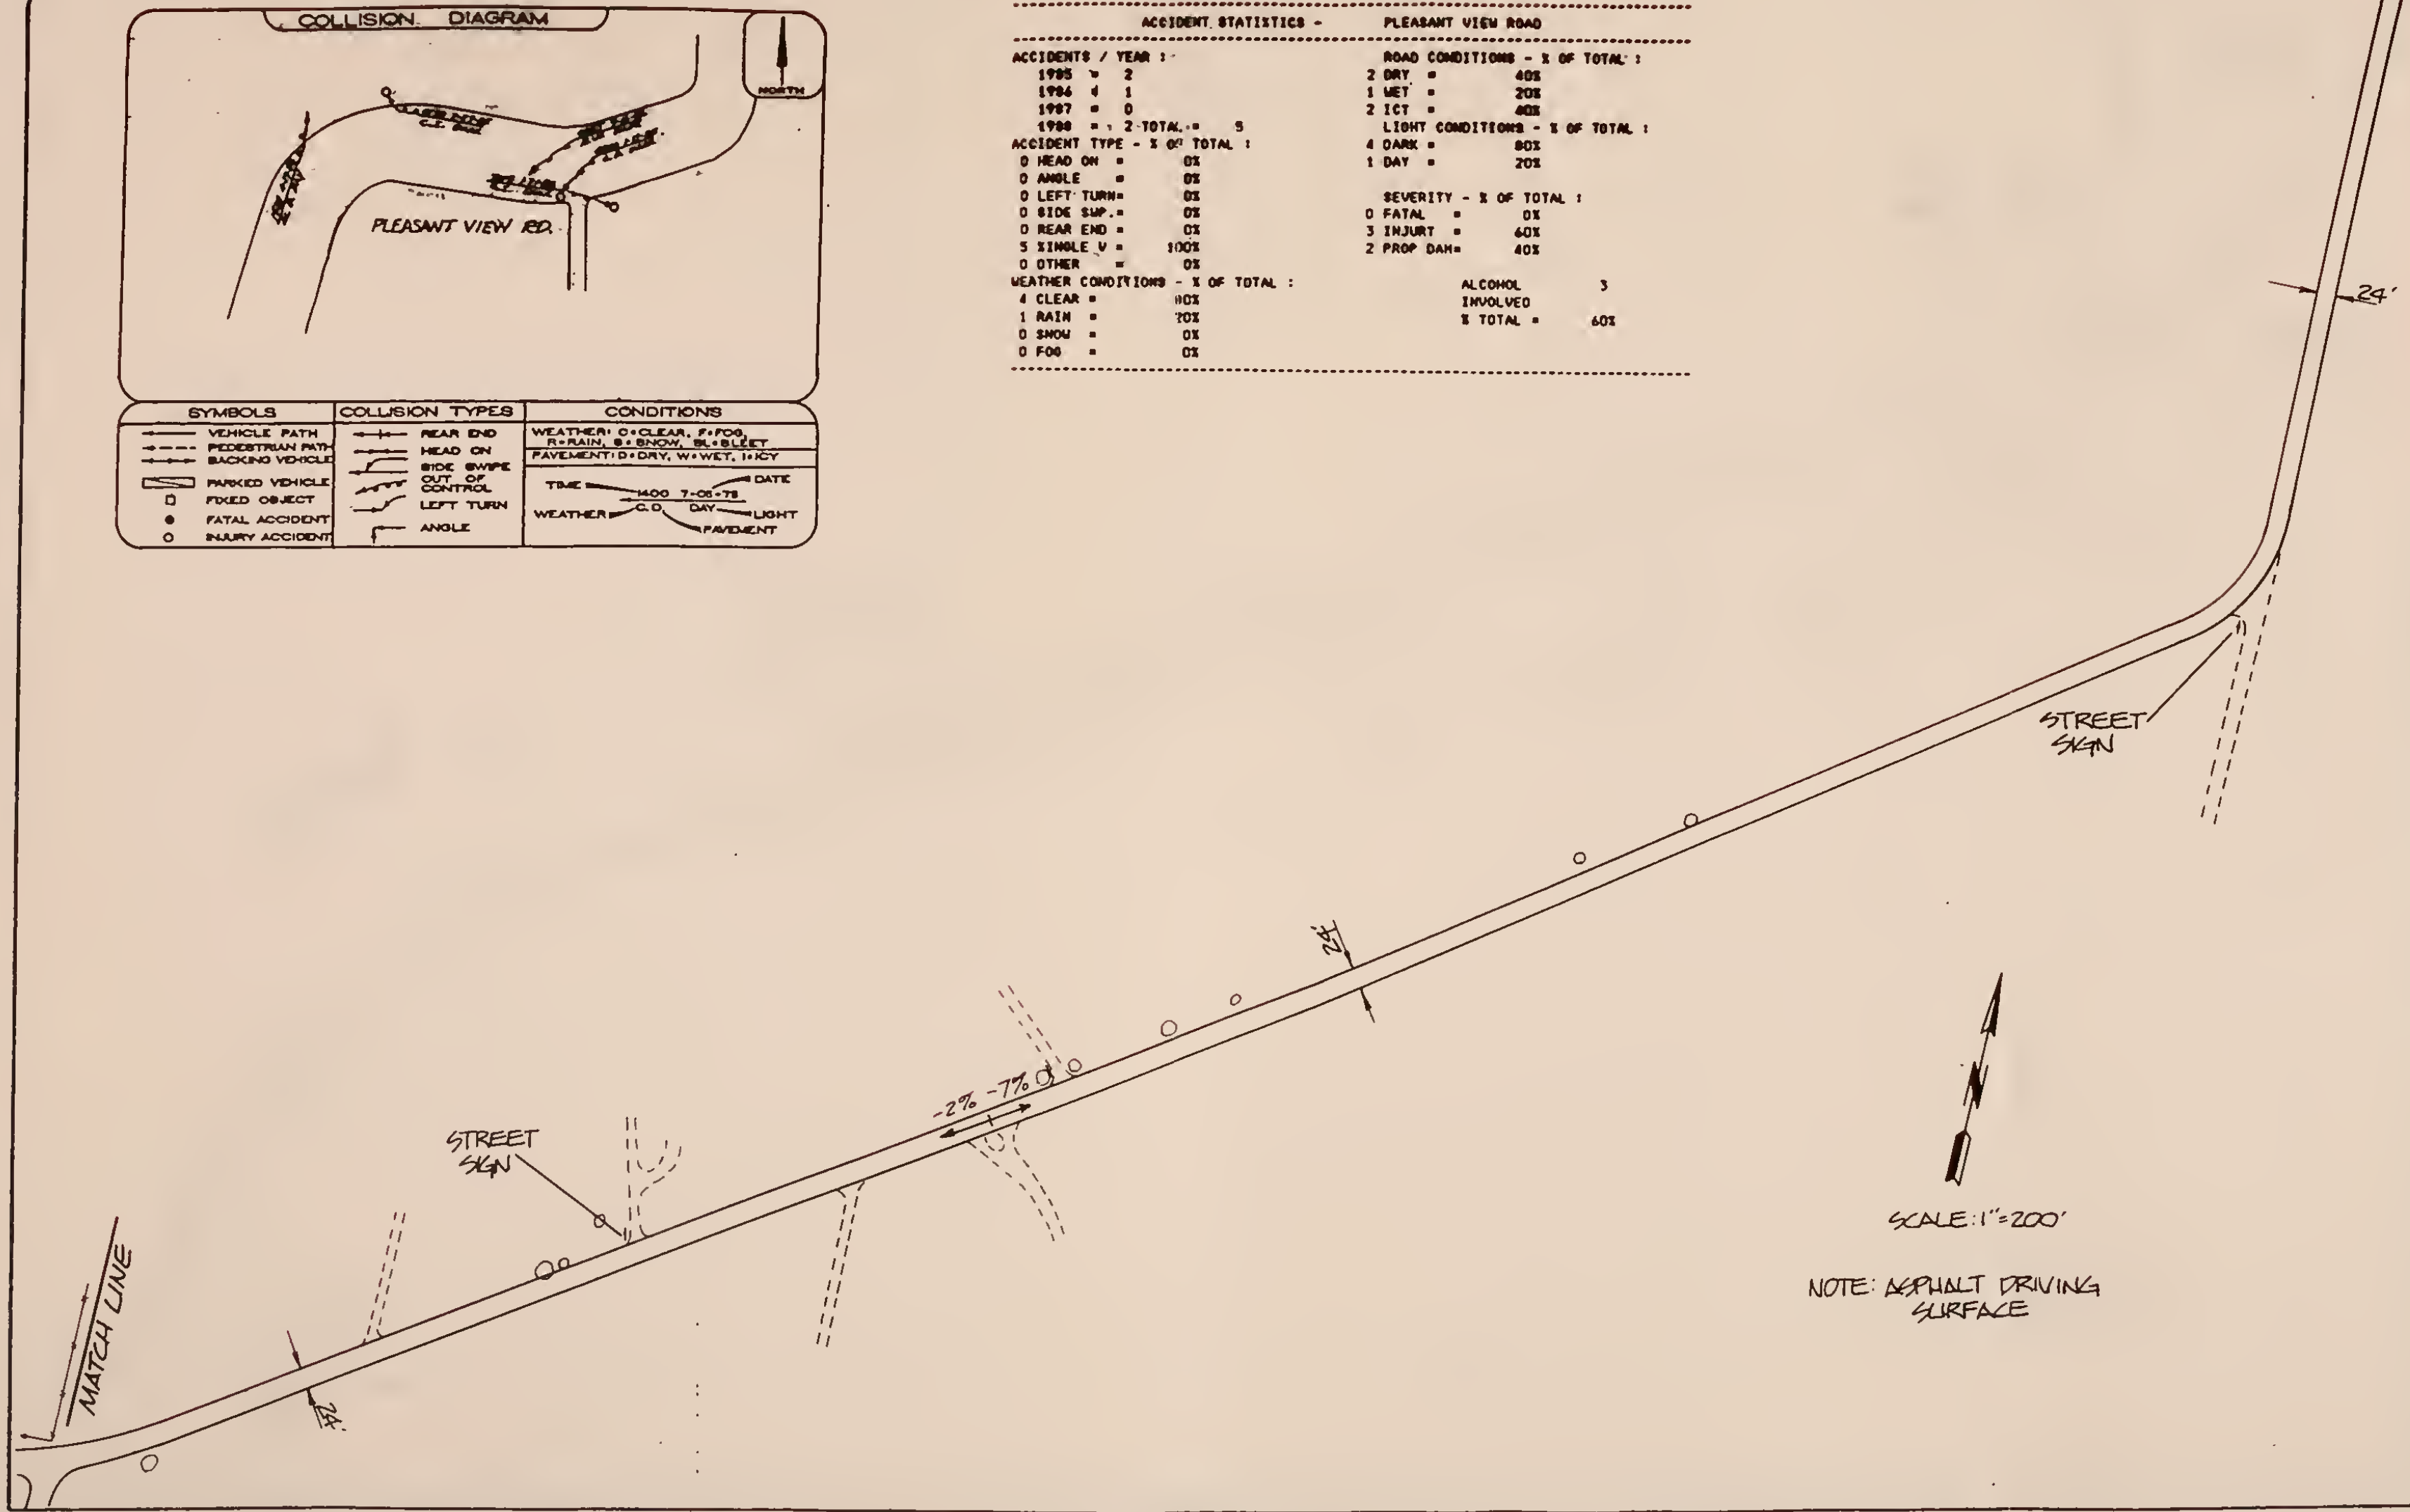 COLLISION DIAGRAM
NORTH
PLEASANT VIEW RD.
SYMBOLS
VEHICLE PATH
PEDESTRIAN PATH
BACKING VEHICLE
PARKED VEHICLE
FIXED OBJECT
FATAL ACCIDENT
INJURY ACCIDENT
COLLISION TYPES
REAR END
HEAD ON
SIDE SWIPE
OUT OF
CONTROL
LEFT TURN
ANGLE
CONDITIONS
WEATHER: C=CLEAR, F=FOG,
R=RAIN, S=SNOW, SL=SLEET
PAVEMENT: D=DRY, W=WET, I=ICY
TIME DATE
1400 7-05-78
WEATHER C.D. DAY LIGHT
PAVEMENT
ACCIDENT STATISTICS - PLEASANT VIEW ROAD
ACCIDENTS / YEAR :
1985 = 2
1986 = 1
1987 = 0
1988 = 2 TOTAL = 5
ACCIDENT TYPE - % OF TOTAL :
0 HEAD ON = 0%
0 ANGLE = 0%
0 LEFT TURN= 0%
0 SIDE SWP.= 0%
0 REAR END = 0%
5 SINGLE V = 100%
0 OTHER = 0%
WEATHER CONDITIONS - % OF TOTAL :
4 CLEAR = 80%
1 RAIN = 20%
0 SNOW = 0%
0 FOG = 0%
ROAD CONDITIONS - % OF TOTAL :
2 DRY = 40%
1 WET = 20%
2 ICY = 40%
LIGHT CONDITIONS - % OF TOTAL :
4 DARK = 80%
1 DAY = 20%
SEVERITY - % OF TOTAL :
0 FATAL = 0%
3 INJURY = 60%
2 PROP DAM= 40%
ALCOHOL 3
INVOLVED
% TOTAL = 60%
24'
STREET
SIGN
24'
-2% -7%
STREET
SIGN
MATCH LINE
24'
SCALE: 1"=200'
NOTE: ASPHALT DRIVING
SURFACE